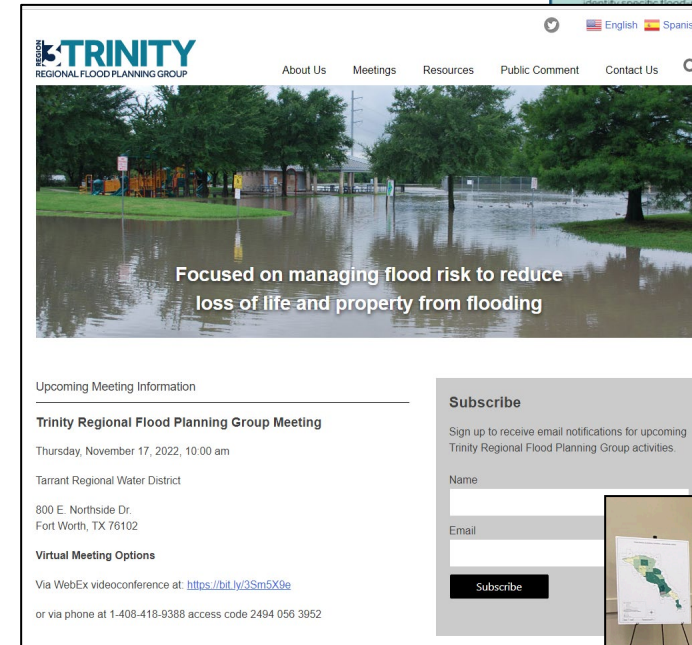 English Spanis
REGION 3 TRINITY
REGIONAL FLOOD PLANNING GROUP
About Us Meetings Resources Public Comment Contact Us
Focused on managing flood risk to reduce
loss of life and property from flooding
Upcoming Meeting Information
Trinity Regional Flood Planning Group Meeting
Thursday, November 17, 2022, 10:00 am
Tarrant Regional Water District
800 E. Northside Dr.
Fort Worth, TX 76102
Virtual Meeting Options
Via WebEx videoconference at: https://bit.ly/3Sm5X9e
or via phone at 1-408-418-9388 access code 2494 056 3952
Subscribe
Sign up to receive email notifications for upcoming
Trinity Regional Flood Planning Group activities.
Name
Email
Subscribe